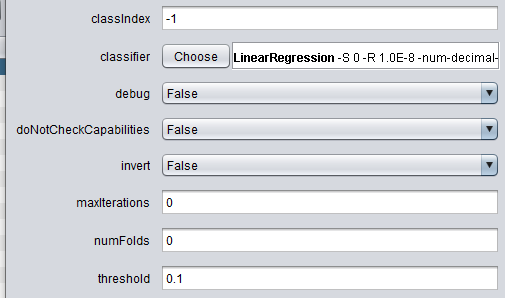 classIndex -1
classifier Choose LinearRegression -S 0 -R 1.0E-8 -num-decimal-
debug False
doNotCheckCapabilities False
invert False
maxIterations 0
numFolds 0
threshold 0.1